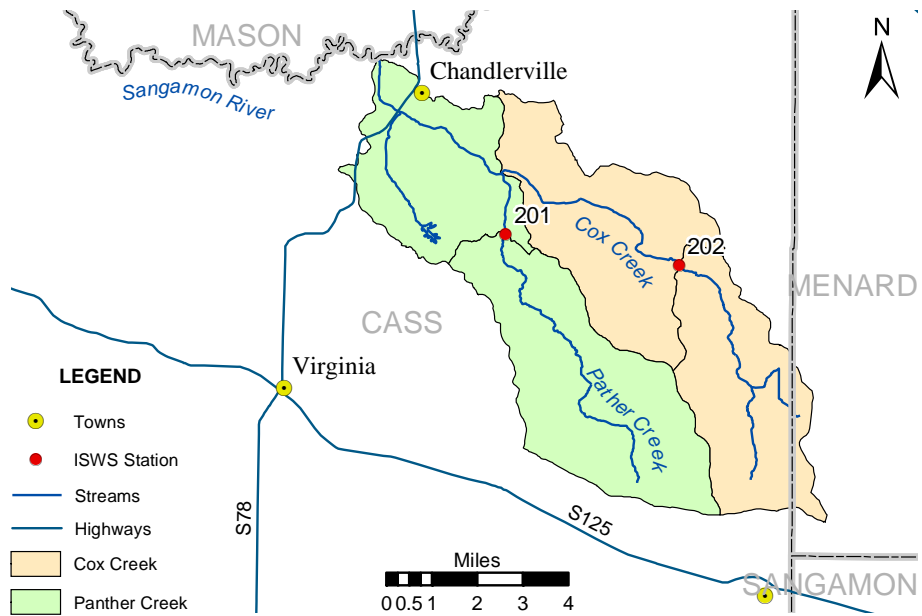 MASON
N
Chandlerville
Sangamon River
201
Cox Creek
202
MENARD
CASS
Virginia
Pather Creek
LEGEND
Towns
ISWS Station
Streams
Highways
Cox Creek
Panther Creek
S78
S125
Miles
0 0.5 1 2 3 4
SANGAMON